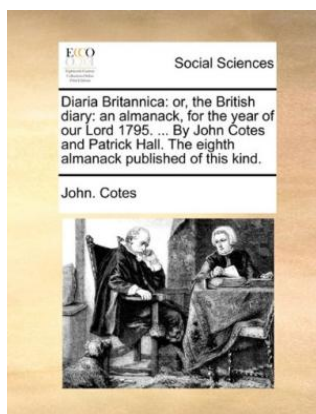 ECCO
Social Sciences
Diaria Britannica: or, the British
diary: an almanack, for the year of
our Lord 1795. ... By John Cotes
and Patrick Hall. The eighth
almanack published of this kind.
John. Cotes